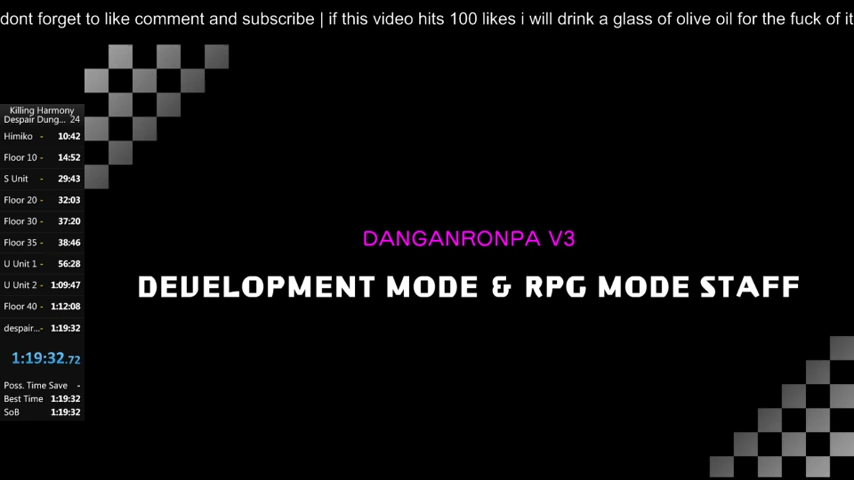 dont forget to like comment and subscribe | if this video hits 100 likes i will drink a glass of olive oil for the fuck of it
Killing Harmony
Despair Dung... 24
Himiko - 10:42
Floor 10 - 14:52
S Unit - 29:43
Floor 20 - 32:03
Floor 30 - 37:20
Floor 35 - 38:46
U Unit 1 - 56:28
U Unit 2 - 1:09:47
Floor 40 - 1:12:08
despair... - 1:19:32
1:19:32.72
Poss. Time Save -
Best Time 1:19:32
SoB 1:19:32
DANGANRONPA V3
DEVELOPMENT MODE & RPG MODE STAFF